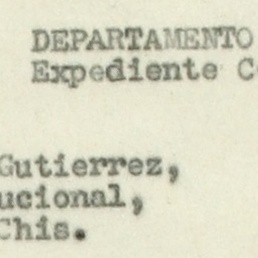 DEPARTAMENTO
Expediente C
Gutierrez,
ucional,
Chis.